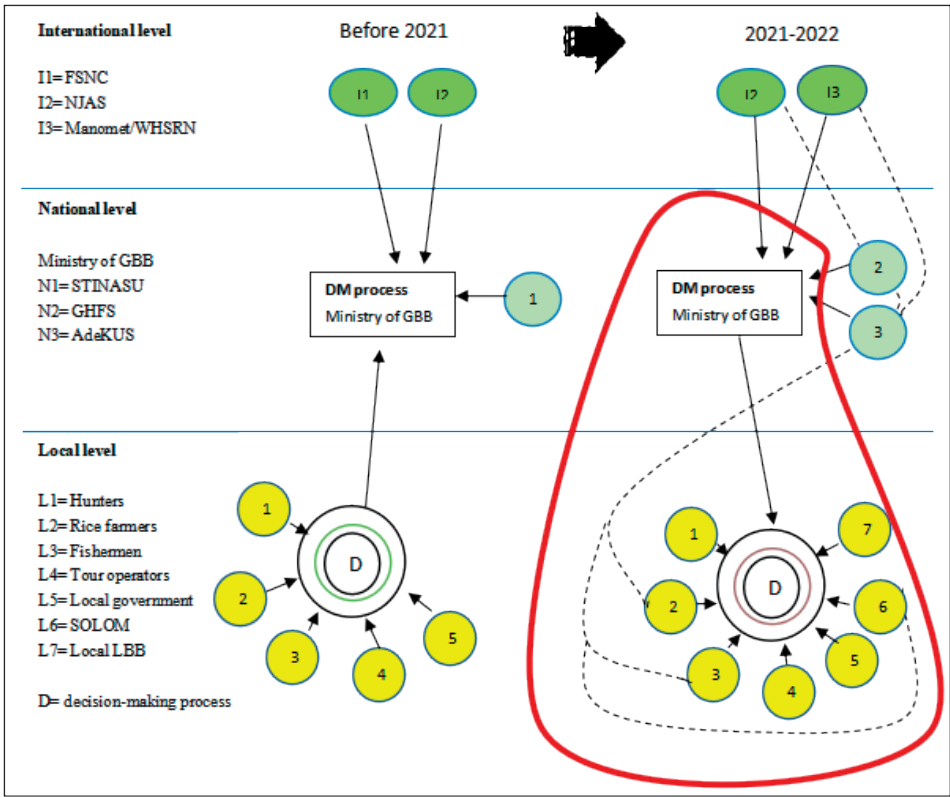 International level
Before 2021
2021-2022
I1= FSNC
I2= NJAS
I3= Manomet/WHSRN
I1
I2
I2
I3
National level
Ministry of GBB
N1= STINASU
N2= GHFS
N3= AdeKUS
DM process
Ministry of GBB
1
DM process
Ministry of GBB
2
3
Local level
L1= Hunters
L2= Rice farmers
L3= Fishermen
L4= Tour operators
L5= Local government
L6= SOLOM
L7= Local LBB
D= decision-making process
1
2
3
4
5
D
1
2
3
4
5
6
7
D